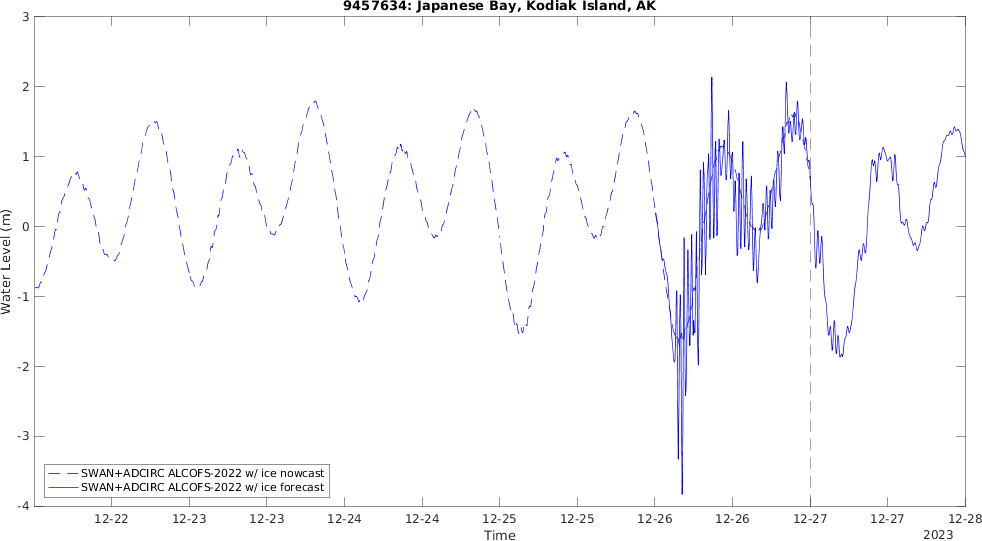 9457634: Japanese Bay, Kodiak Island, AK
3
2
1
0
-1
-2
-3
-4
Water Level (m)
SWAN+ADCIRC ALCOFS-2022 w/ ice nowcast
SWAN+ADCIRC ALCOFS-2022 w/ ice forecast
12-22 12-23 12-23 12-24 12-24 12-25 12-25 12-26 12-26 12-27 12-27 12-28
Time
2023